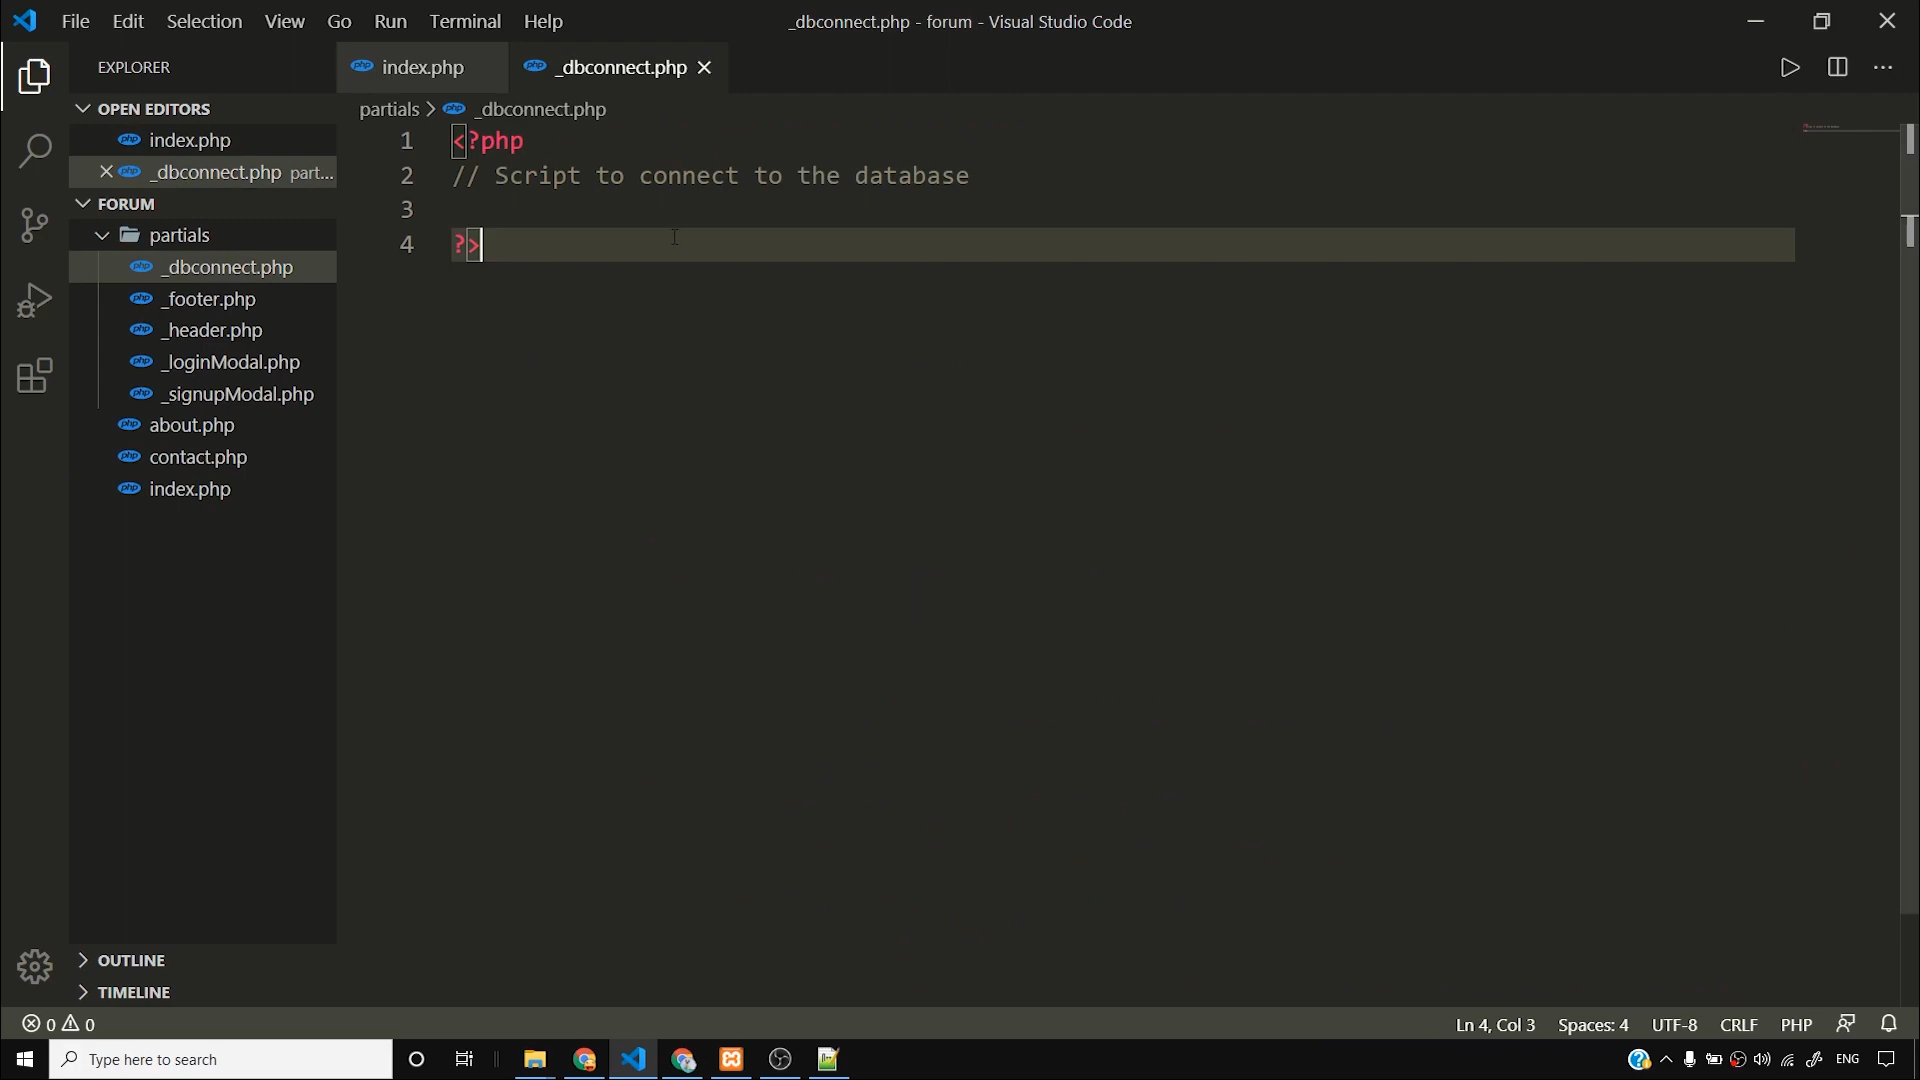 File Edit Selection View Go Run Terminal Help
_dbconnect.php - forum - Visual Studio Code
EXPLORER
index.php
_dbconnect.php
OPEN EDITORS
index.php
_dbconnect.php part...
FORUM
partials
_dbconnect.php
_footer.php
_header.php
_loginModal.php
_signupModal.php
about.php
contact.php
index.php
OUTLINE
TIMELINE
partials > _dbconnect.php
1 <?php
2 // Script to connect to the database
3
4 ?>
0 0
Ln 4, Col 3 Spaces: 4 UTF-8 CRLF PHP
Type here to search
ENG